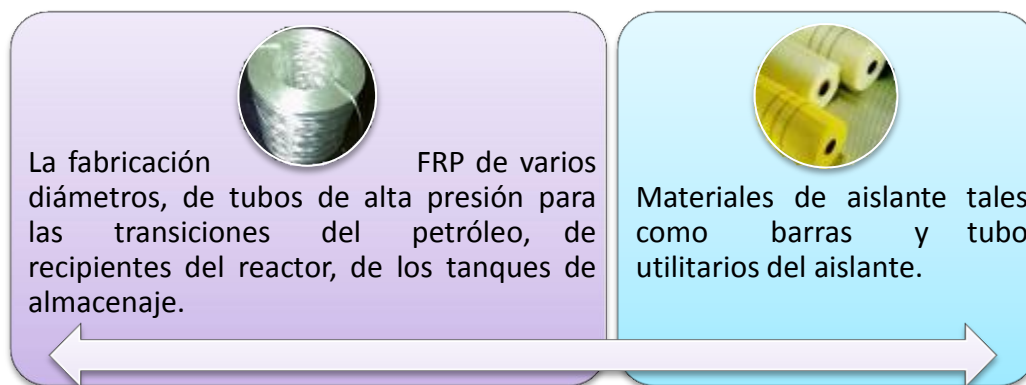 La fabricación FRP de varios
diámetros, de tubos de alta presión para
las transiciones del petróleo, de
recipientes del reactor, de los tanques de
almacenaje.
Materiales de aislante tales
como barras y tubo
utilitarios del aislante.